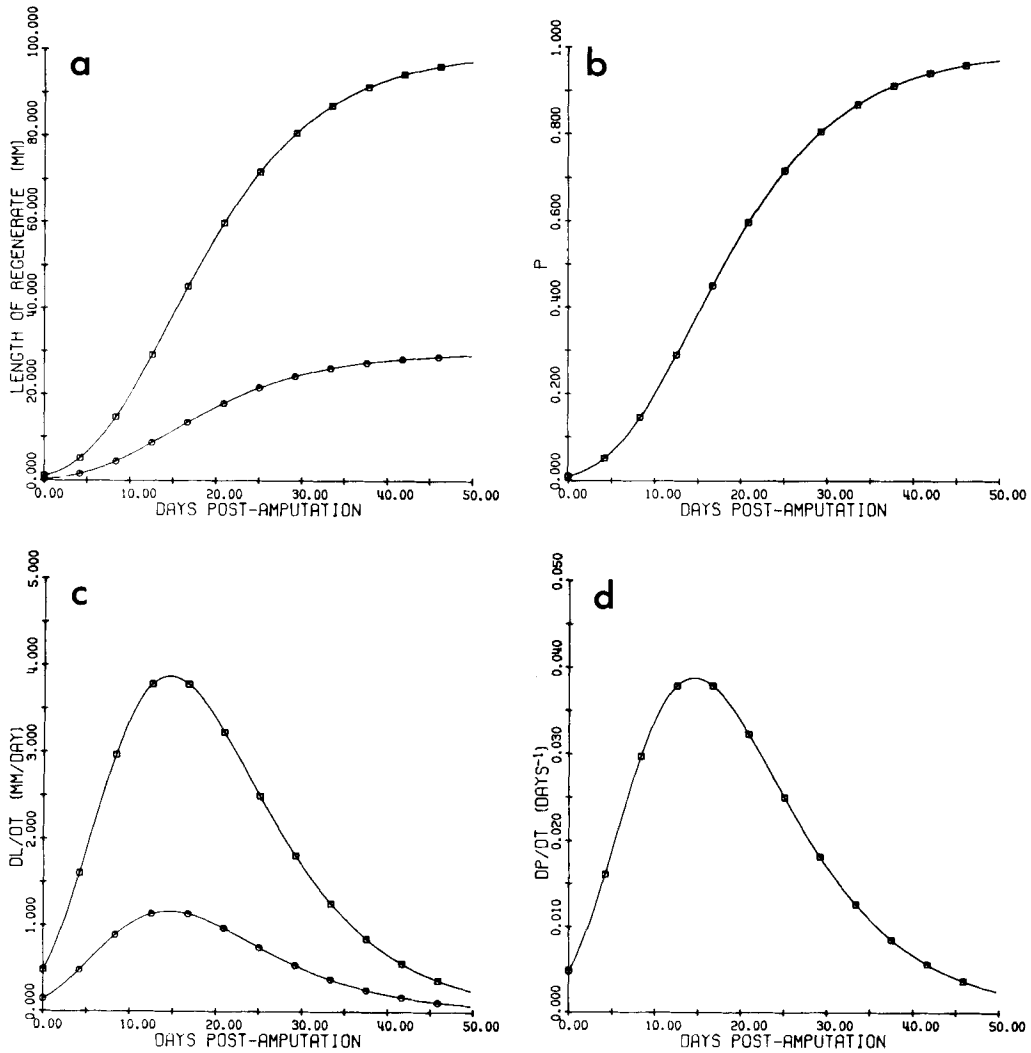 a
LENGTH OF REGENERATE (MM)
100.000
80.000
60.000
40.000
20.000
0.000
0.00 10.00 20.00 30.00 40.00 50.00
DAYS POST-AMPUTATION
b
P
1.000
0.800
0.600
0.400
0.200
0.000
0.00 10.00 20.00 30.00 40.00 50.00
DAYS POST-AMPUTATION
c
DL/DT (MM/DAY)
5.000
4.000
3.000
2.000
1.000
0.000
0.00 10.00 20.00 30.00 40.00 50.00
DAYS POST-AMPUTATION
d
DP/DT (DAYS⁻¹)
0.050
0.040
0.030
0.020
0.010
0.000
0.00 10.00 20.00 30.00 40.00 50.00
DAYS POST-AMPUTATION